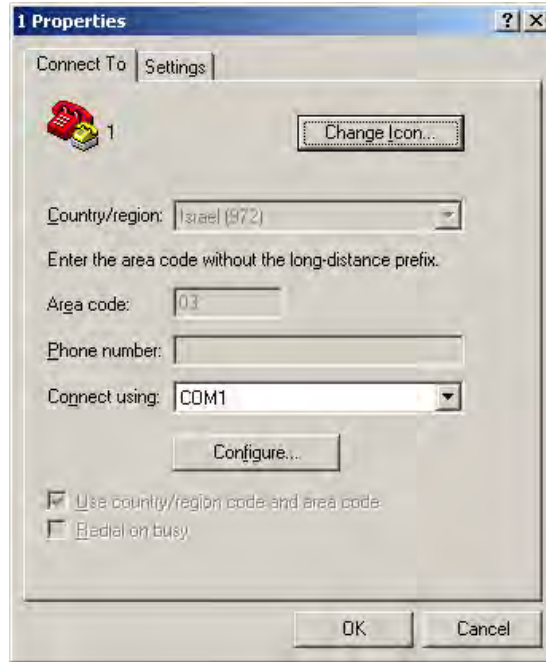 1 Properties
Connect To Settings
1 Change Icon...
Country/region: Israel (972)
Enter the area code without the long-distance prefix.
Area code: 03
Phone number:
Connect using: COM1
Configure...
Use country/region code and area code
Redial on busy
OK Cancel